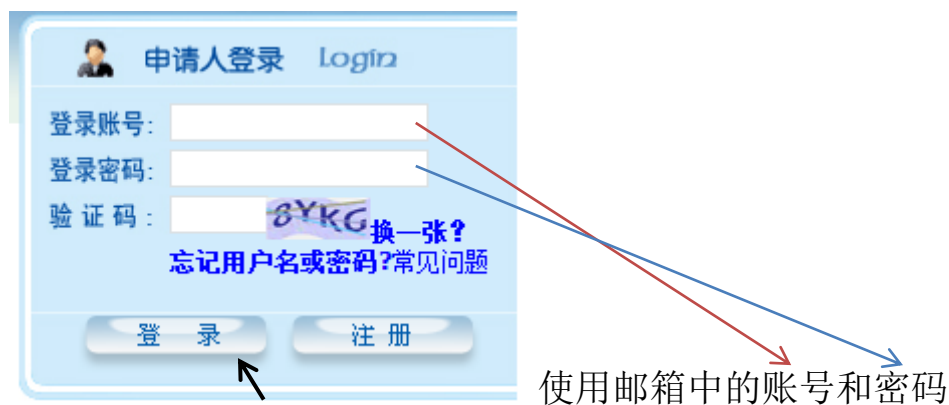 申请人登录 Login
登录账号:
登录密码:
验 证 码 : 8YKG 换一张?
忘记用户名或密码?常见问题
登 录 注 册
使用邮箱中的账号和密码